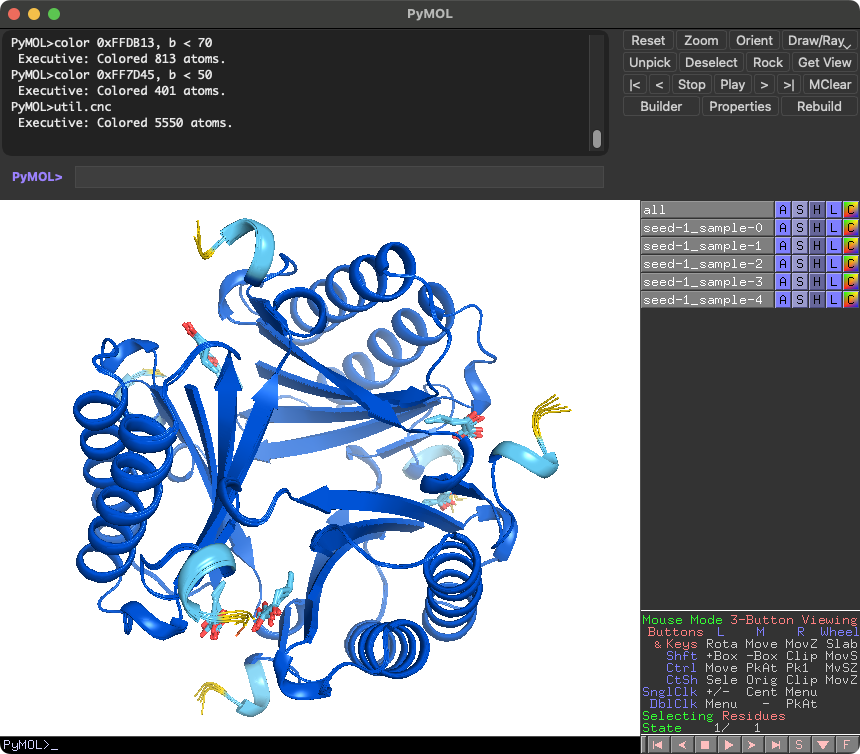 PyMOL
PyMOL>color 0xFFDB13, b < 70
Executive: Colored 813 atoms.
PyMOL>color 0xFF7D45, b < 50
Executive: Colored 401 atoms.
PyMOL>util.cnc
Executive: Colored 5550 atoms.
PyMOL>
Reset Zoom Orient Draw/Ray
Unpick Deselect Rock Get View
|< < Stop Play > >| MClear
Builder Properties Rebuild
all A S H L C
seed-1_sample-0 A S H L C
seed-1_sample-1 A S H L C
seed-1_sample-2 A S H L C
seed-1_sample-3 A S H L C
seed-1_sample-4 A S H L C
Mouse Mode 3-Button Viewing
Buttons L M R Wheel
& Keys Rota Move MovZ Slab
Shft +Box -Box Clip MovS
Ctrl Move PkAt Pk1 MvSZ
CtSh Sele Orig Clip MovZ
SnglClk +/- Cent Menu
DblClk Menu - PkAt
Selecting Residues
State 1/ 1
PyMOL>_
S F